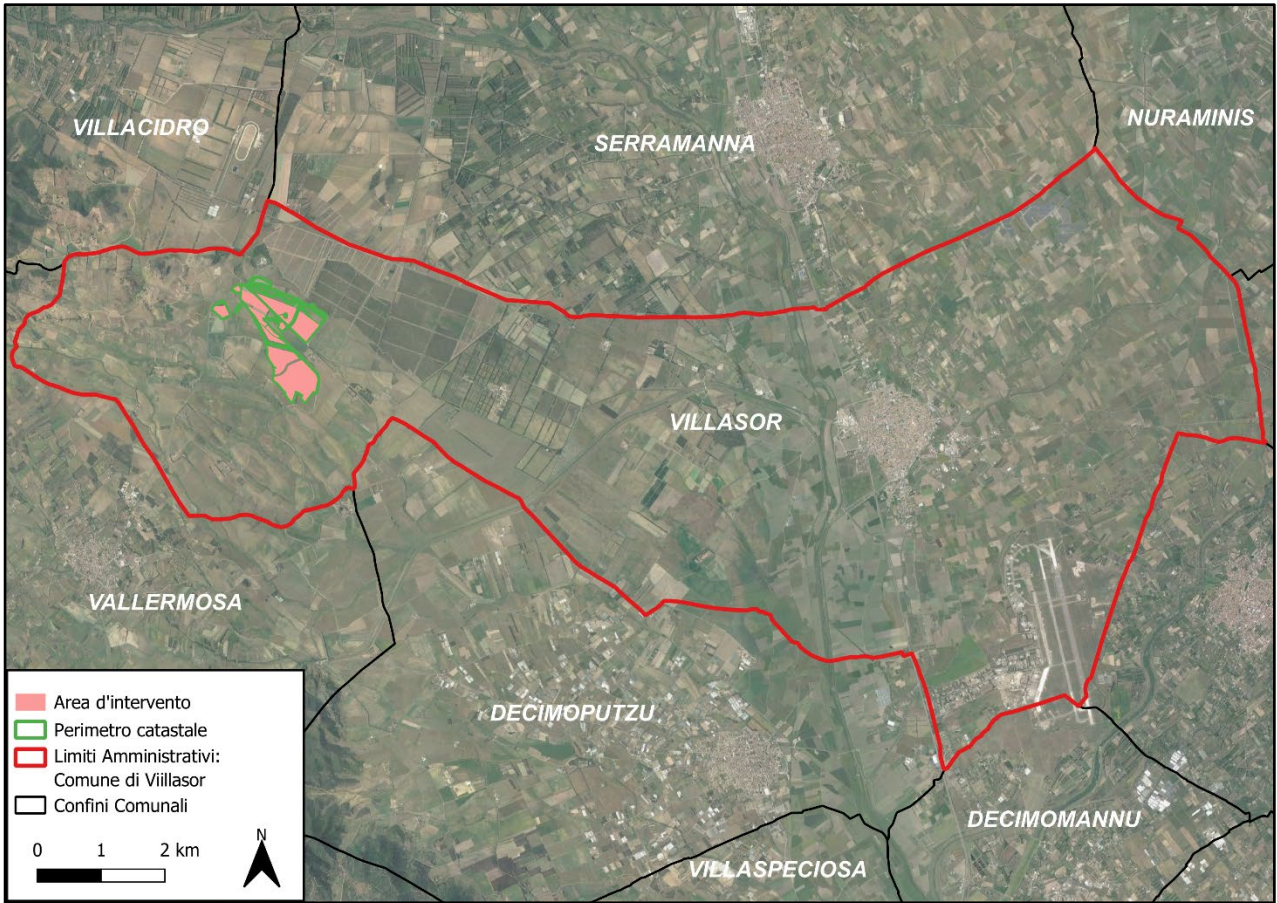 VILLACIDRO
SERRAMANNA
NURAMINIS
VILLASOR
VALLERMOSA
DECIMOPUTZU
DECIMOMANNU
VILLASPECIOSA
Area d'intervento
Perimetro catastale
Limiti Amministrativi:
Comune di Viillasor
Confini Comunali
0 1 2 km
N